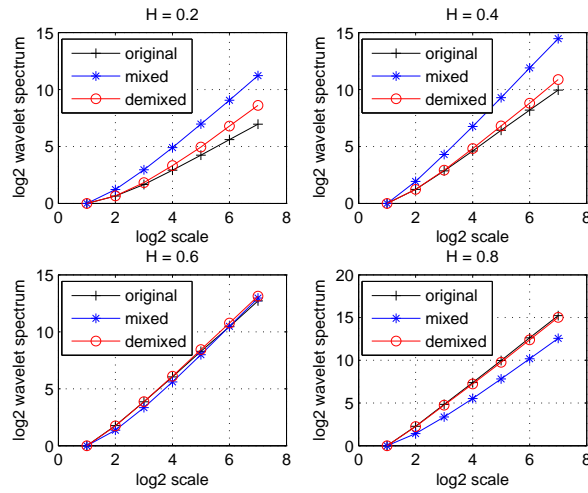 H = 0.2
15
10
5
0
log2 wavelet spectrum
original
mixed
demixed
0 2 4 6 8
log2 scale
H = 0.4
15
10
5
0
log2 wavelet spectrum
original
mixed
demixed
0 2 4 6 8
log2 scale
H = 0.6
15
10
5
0
log2 wavelet spectrum
original
mixed
demixed
0 2 4 6 8
log2 scale
H = 0.8
20
15
10
5
0
log2 wavelet spectrum
original
mixed
demixed
0 2 4 6 8
log2 scale